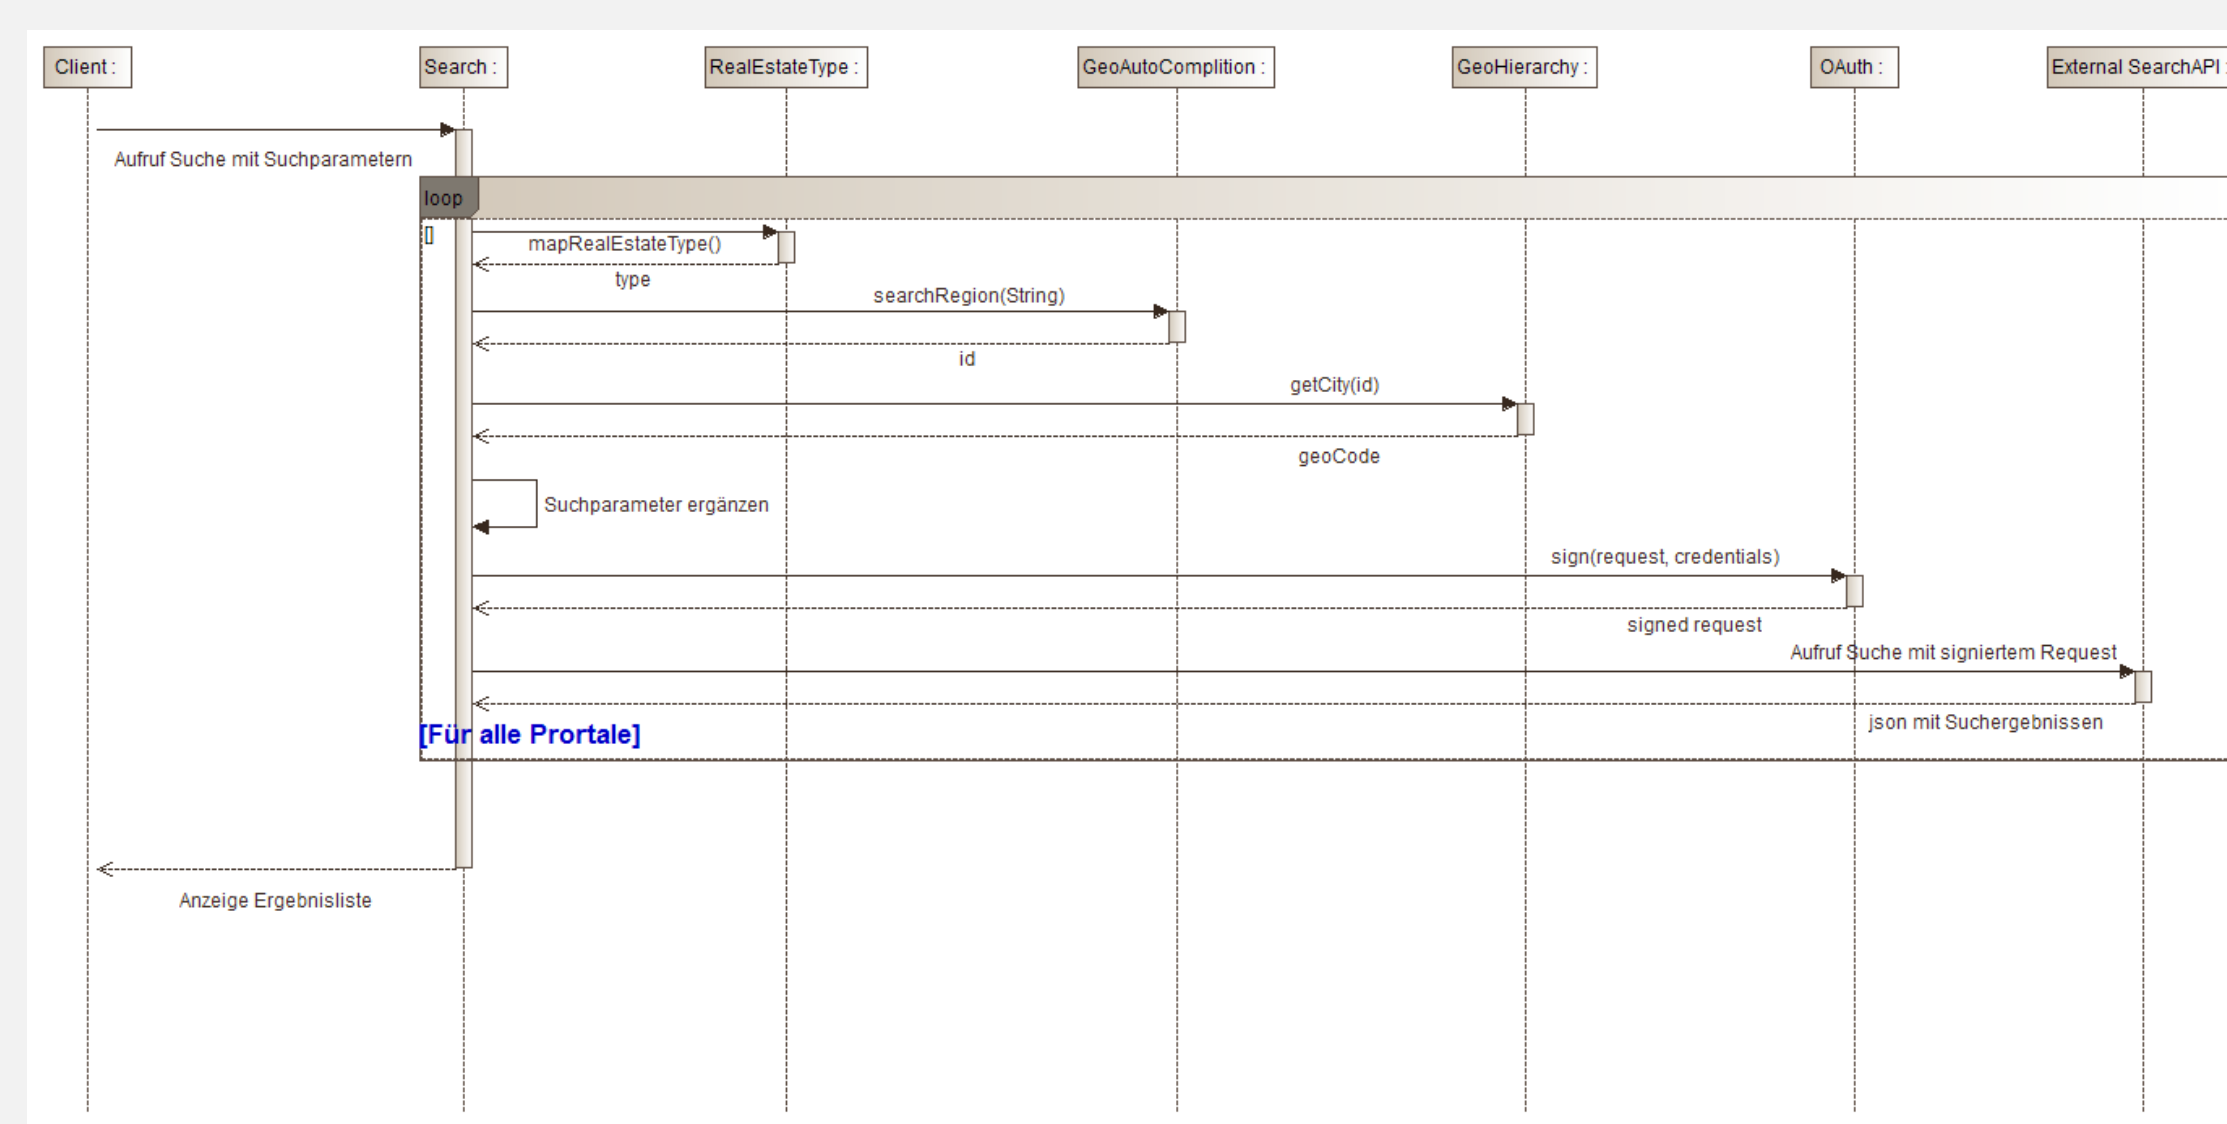 Client :
Search :
RealEstateType :
GeoAutoComplition :
GeoHierarchy :
OAuth :
External SearchAPI :
Aufruf Suche mit Suchparametern
loop
[]
mapRealEstateType()
type
searchRegion(String)
id
getCity(id)
geoCode
Suchparameter ergänzen
sign(request, credentials)
signed request
Aufruf Suche mit signiertem Request
json mit Suchergebnissen
[Für alle Prortale]
Anzeige Ergebnisliste